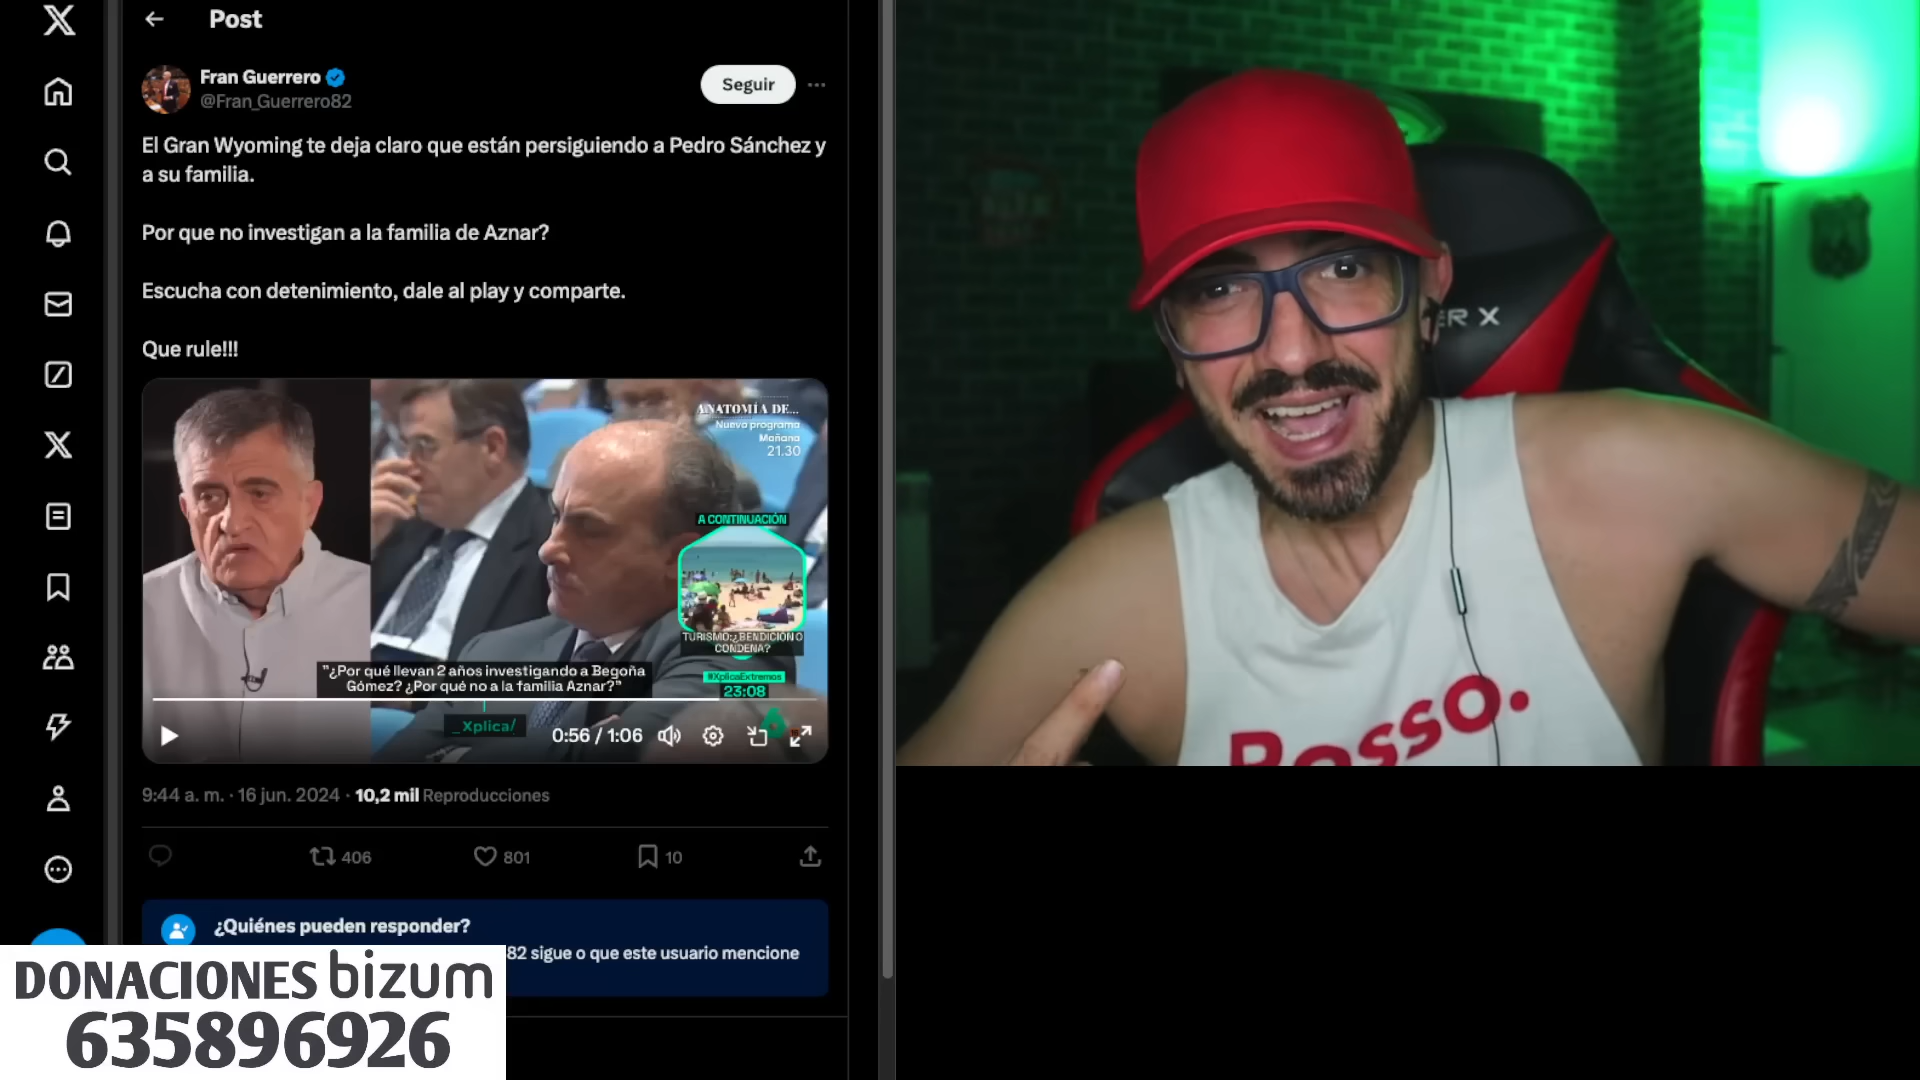 Post
Fran Guerrero
@Fran_Guerrero82
Seguir
El Gran Wyoming te deja claro que están persiguiendo a Pedro Sánchez y
a su familia.
Por que no investigan a la familia de Aznar?
Escucha con detenimiento, dale al play y comparte.
Que rule!!!
ANATOMÍA DE...
Nuevo programa
Mañana
21.30
A CONTINUACIÓN
TURISMO:¿BENDICIÓN O
CONDENA?
#XplicaExtremos
23:08
"¿Por qué llevan 2 años investigando a Begoña
Gómez? ¿Por qué no a la familia Aznar?"
_Xplica/
0:56 / 1:06
9:44 a. m. · 16 jun. 2024 · 10,2 mil Reproducciones
406
801
10
¿Quiénes pueden responder?
82 sigue o que este usuario mencione
DONACIONES bizum
635896926
ER X
Rosso.